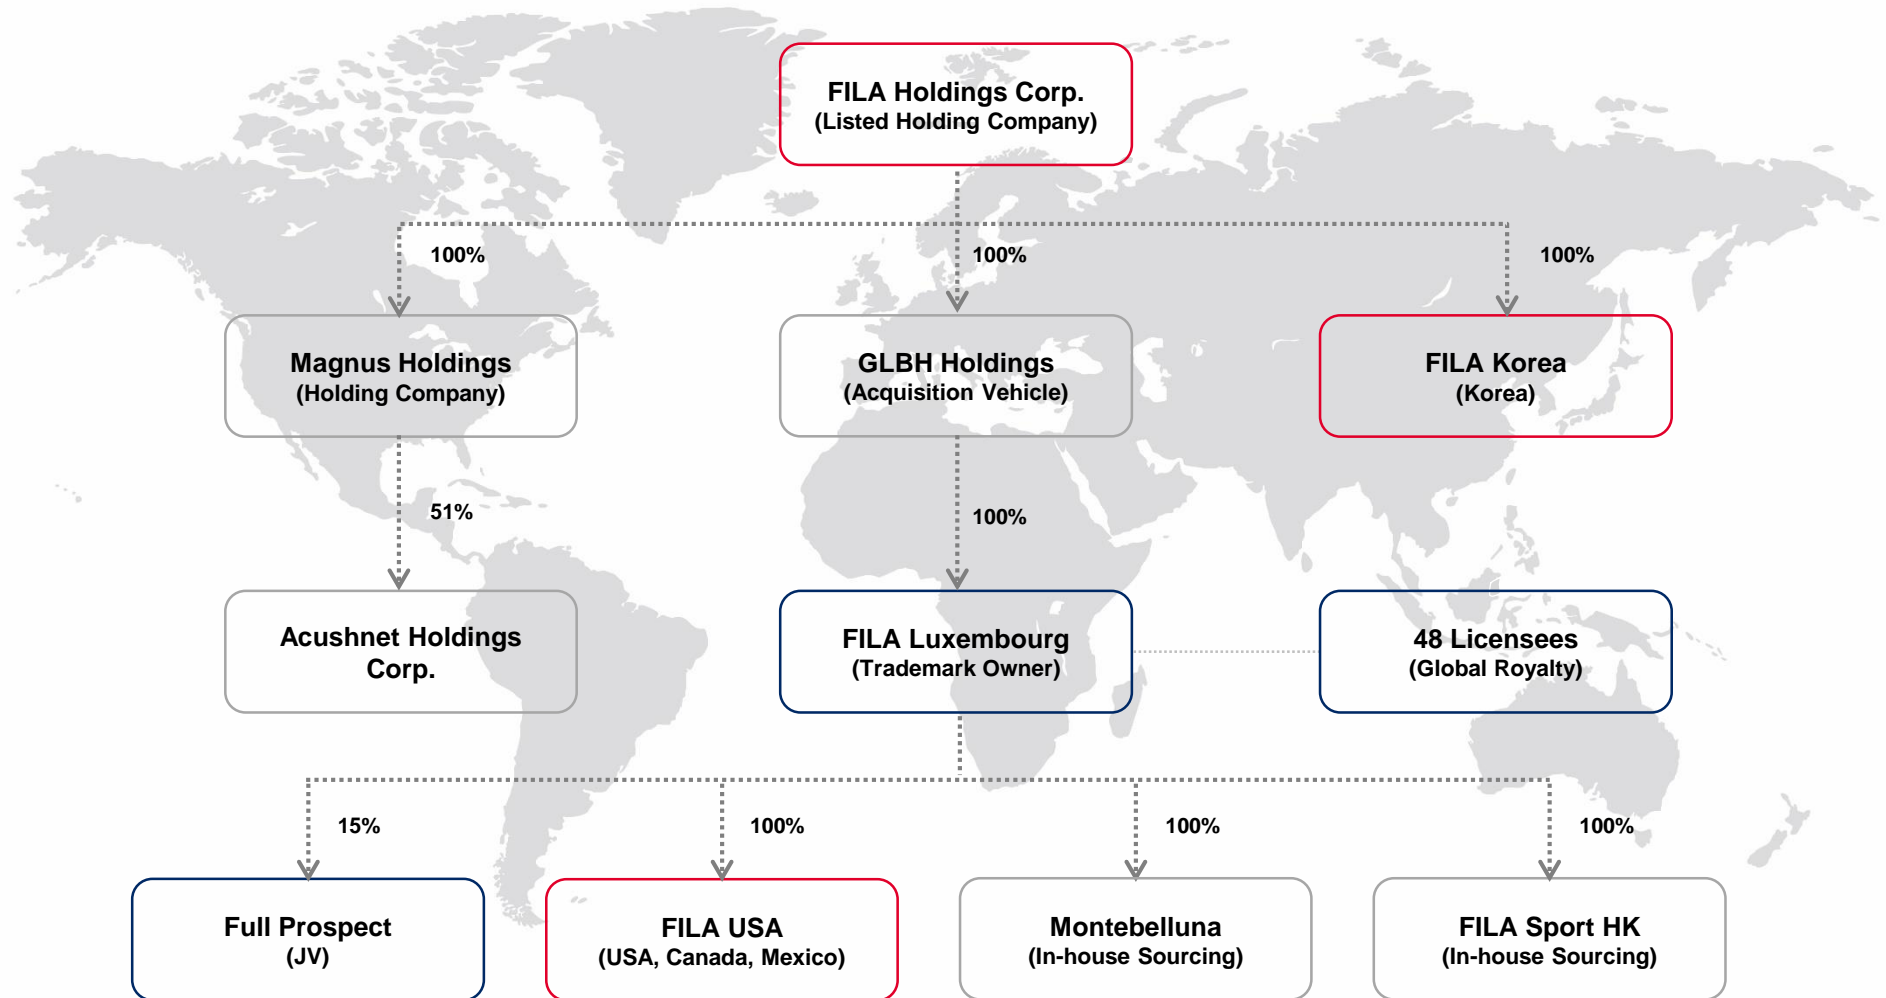 FILA Holdings Corp.
(Listed Holding Company)
100%
100%
100%
Magnus Holdings
(Holding Company)
GLBH Holdings
(Acquisition Vehicle)
FILA Korea
(Korea)
51%
100%
Acushnet Holdings
Corp.
FILA Luxembourg
(Trademark Owner)
48 Licensees
(Global Royalty)
15%
100%
100%
100%
Full Prospect
(JV)
FILA USA
(USA, Canada, Mexico)
Montebelluna
(In-house Sourcing)
FILA Sport HK
(In-house Sourcing)